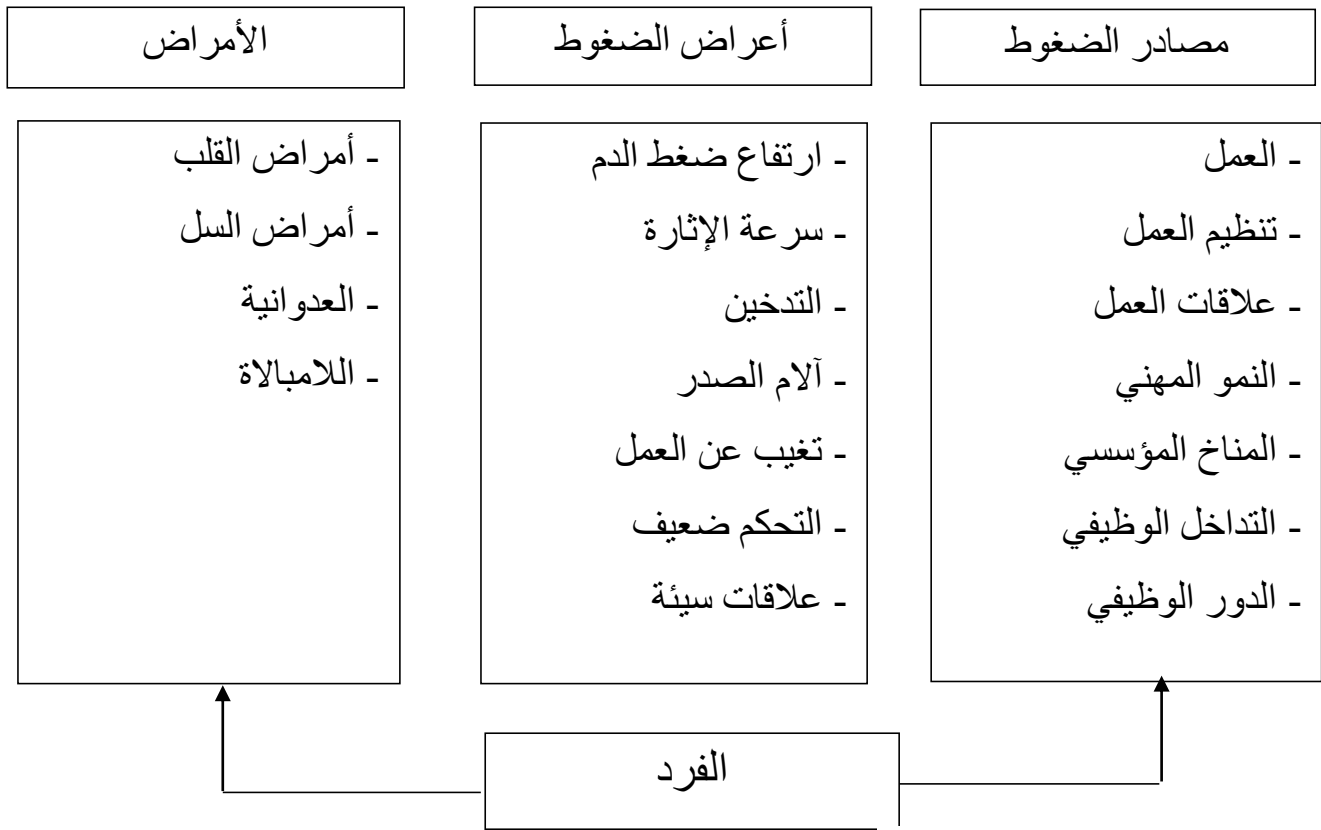 مصادر الضغوط
أعراض الضغوط
الأمراض
- العمل
- تنظيم العمل
- علاقات العمل
- النمو المهني
- المناخ المؤسسي
- التداخل الوظيفي
- الدور الوظيفي
- ارتفاع ضغط الدم
- سرعة الإثارة
- التدخين
- آلام الصدر
- تغيب عن العمل
- التحكم ضعيف
- علاقات سيئة
- أمراض القلب
- أمراض السل
- العدوانية
- اللامبالاة
الفرد